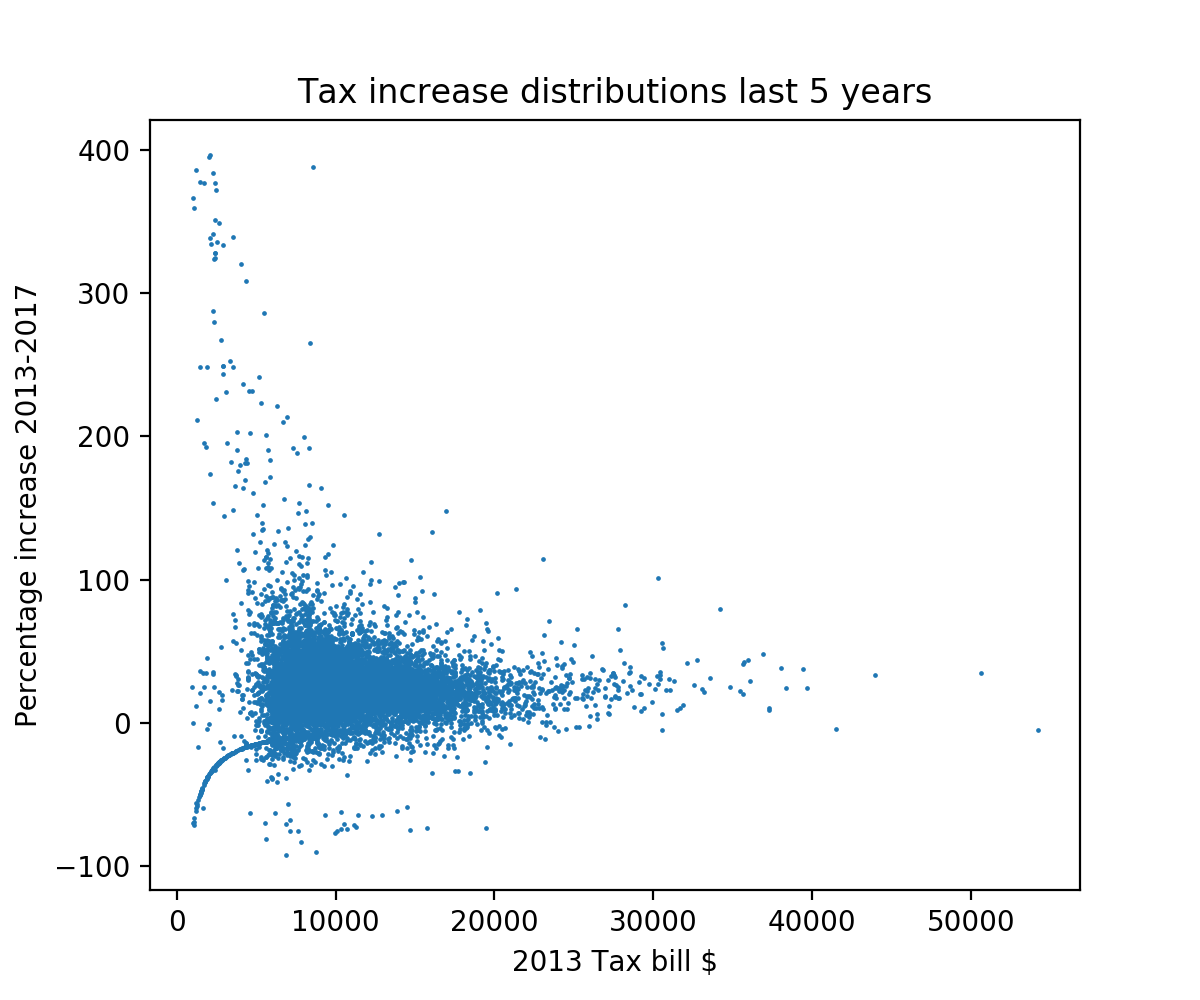 Tax increase distributions last 5 years
Percentage increase 2013-2017
400
300
200
100
0
−100
0 10000 20000 30000 40000 50000
2013 Tax bill $